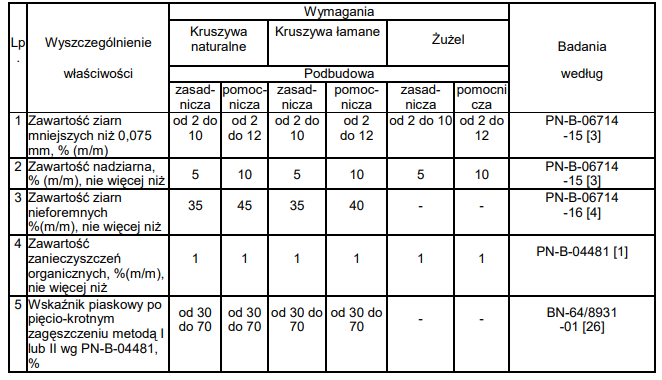 Wymagania
Lp
.
Wyszczególnienie
właściwości
Kruszywa
naturalne
Kruszywa łamane
Żużel
Badania
według
Podbudowa
zasad-
nicza
pomoc-
nicza
zasad-
nicza
pomoc-
nicza
zasad-
nicza
pomocni
cza
1 Zawartość ziarn
mniejszych niż 0,075
mm, % (m/m)
od 2 do
10
od 2
do 12
od 2 do
10
od 2
do 12
od 2 do 10
od 2 do
12
PN-B-06714
-15 [3]
2 Zawartość nadziarna,
% (m/m), nie więcej niż
5 10 5 10 5 10
PN-B-06714
-15 [3]
3 Zawartość ziarn
nieforemnych
%(m/m), nie więcej niż
35 45 35 40 - -
PN-B-06714
-16 [4]
4 Zawartość
zanieczyszczeń
organicznych, %(m/m),
nie więcej niż
1 1 1 1 1 1
PN-B-04481 [1]
5 Wskaźnik piaskowy po
pięcio-krotnym
zagęszczeniu metodą I
lub II wg PN-B-04481,
%
od 30
do 70
od 30
do 70
od 30 do
70
od 30
do 70
- -
BN-64/8931
-01 [26]